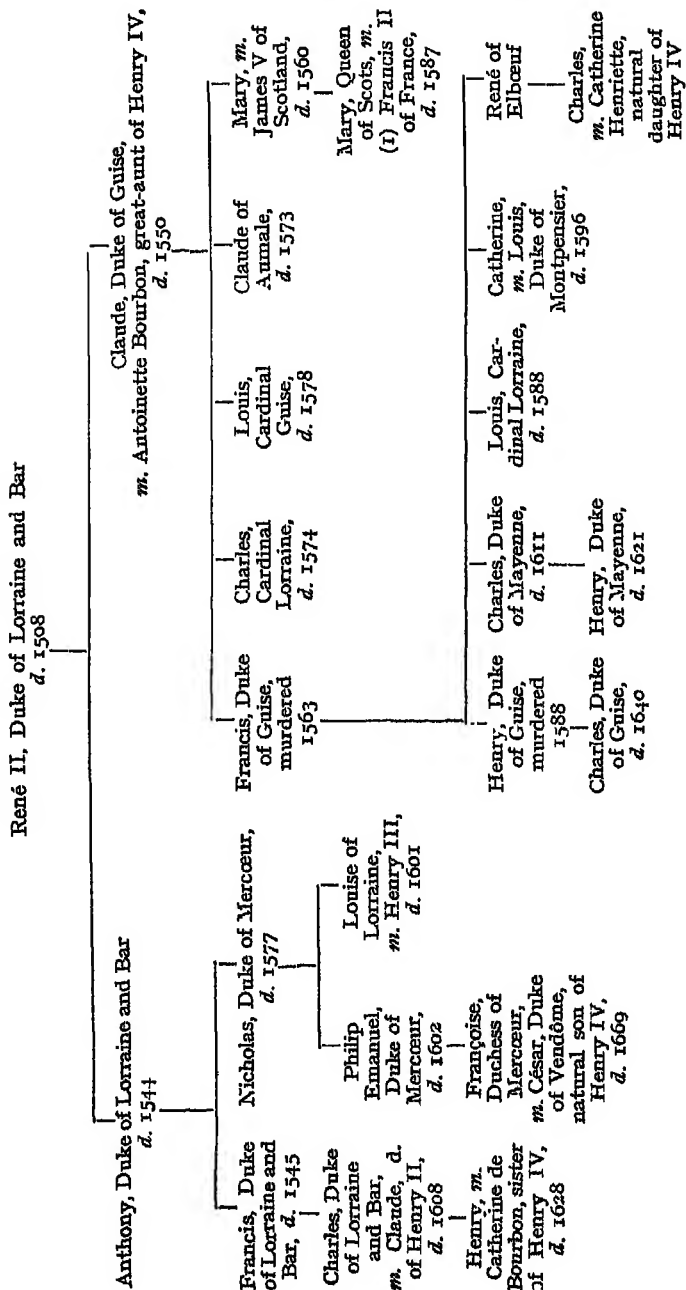 René II, Duke of Lorraine and Bar
d. 1508
Anthony, Duke of Lorraine and Bar
d. 1544
Claude, Duke of Guise,
m. Antoinette Bourbon, great-aunt of Henry IV,
d. 1550
Francis, Duke
of Lorraine and
Bar, d. 1545
Nicholas, Duke of Mercœur,
d. 1577
Francis, Duke
of Guise,
murdered
1563
Charles,
Cardinal
Lorraine,
d. 1574
Louis,
Cardinal
Guise,
d. 1578
Claude of
Aumale,
d. 1573
Mary, m.
James V of
Scotland,
d. 1560
Charles, Duke
of Lorraine
and Bar,
m. Claude, d.
of Henry II,
d. 1608
Philip
Emanuel,
Duke of
Mercœur,
d. 1602
Louise of
Lorraine,
m. Henry III,
d. 1601
Mary, Queen
of Scots, m.
(1) Francis II
of France,
d. 1587
Henry, m.
Catherine de
Bourbon, sister
of Henry IV,
d. 1628
Françoise,
Duchess of
Mercœur,
m. César, Duke
of Vendôme,
natural son of
Henry IV,
d. 1669
Henry, Duke
of Guise,
murdered
1588
Charles, Duke
of Mayenne,
d. 1611
Louis, Car-
dinal Lorraine,
d. 1588
Catherine,
m. Louis,
Duke of
Montpensier,
d. 1596
René of
Elbœuf
Charles, Duke
of Guise,
d. 1640
Henry, Duke
of Mayenne,
d. 1621
Charles,
m. Catherine
Henriette,
natural
daughter of
Henry IV